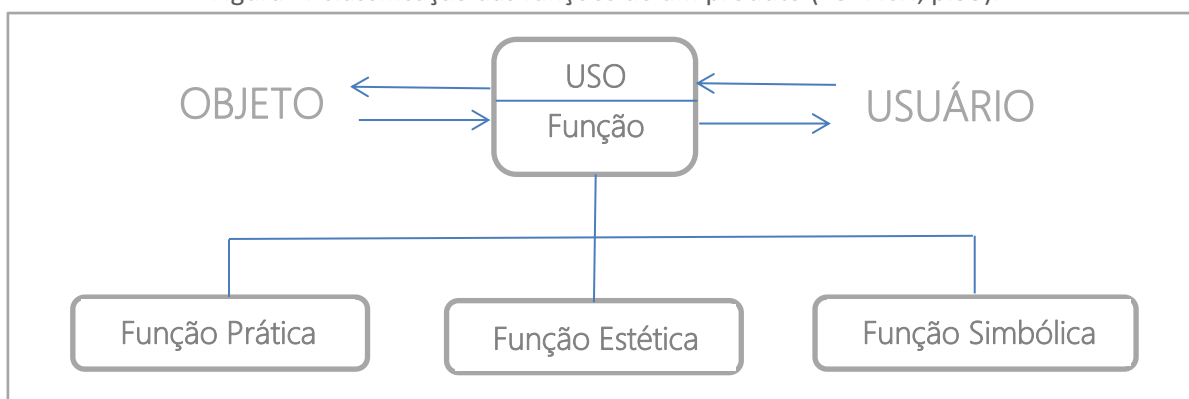 OBJETO
USO
Função
USUÁRIO
Função Prática
Função Estética
Função Simbólica